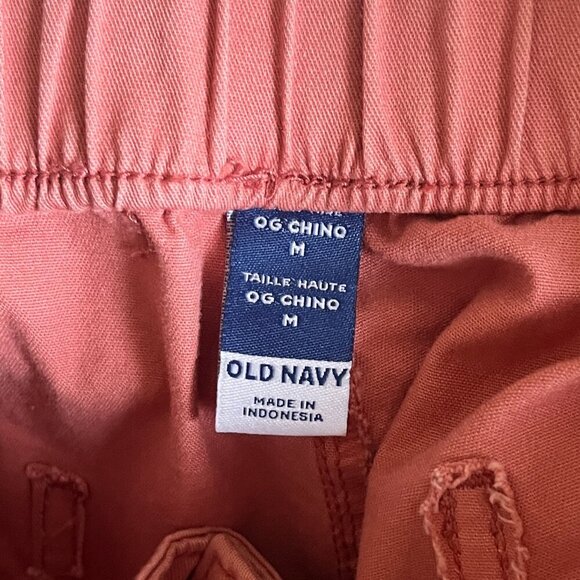 OG CHINO
M
TAILLE HAUTE
OG CHINO
M
OLD NAVY
MADE IN
INDONESIA